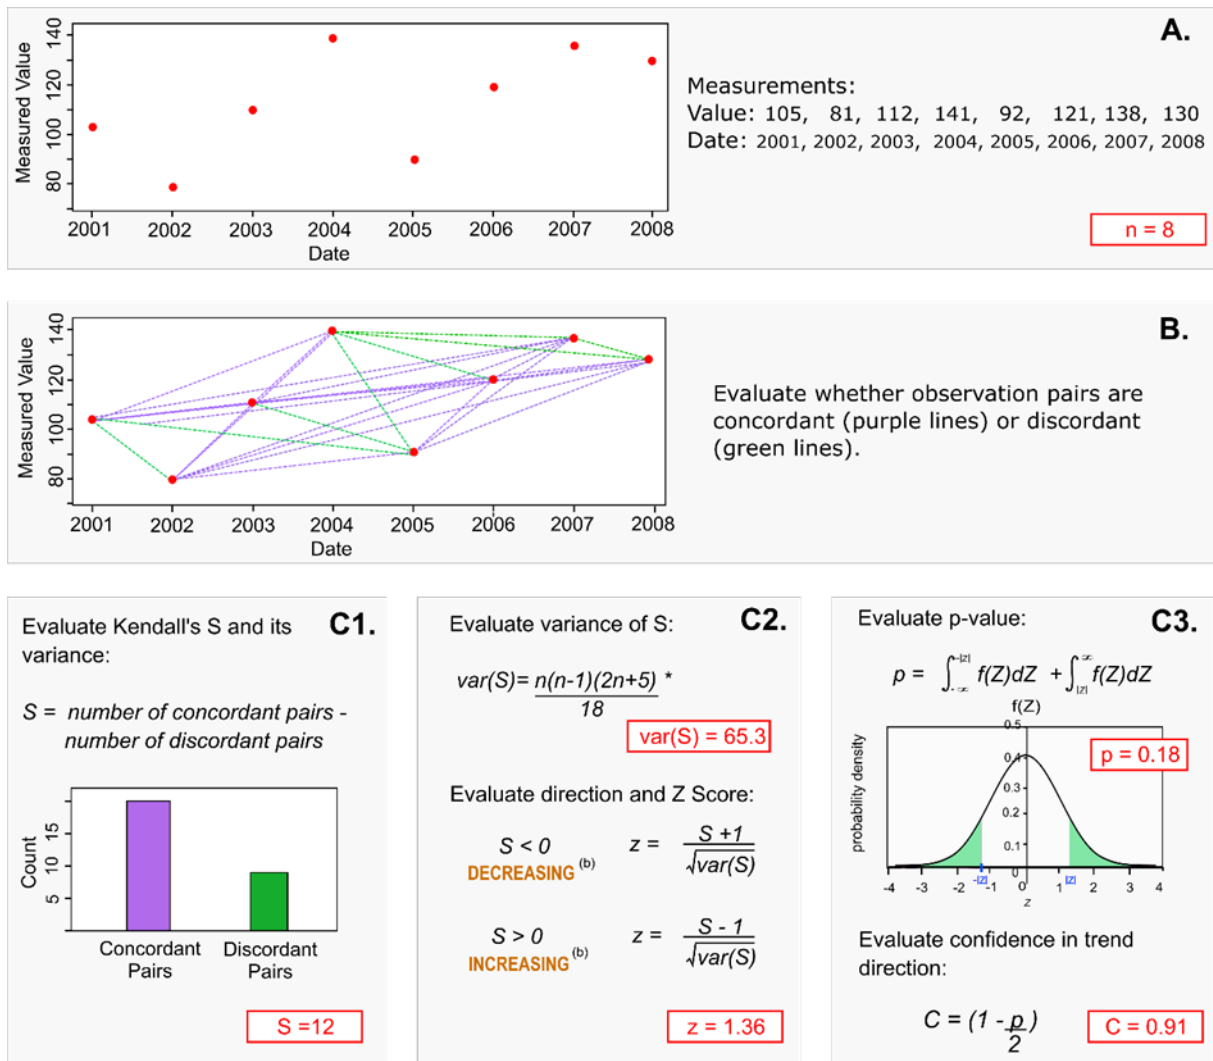 A.
140
120
100
80
Measured Value
2001 2002 2003 2004 2005 2006 2007 2008
Date
Measurements:
Value: 105, 81, 112, 141, 92, 121, 138, 130
Date: 2001, 2002, 2003, 2004, 2005, 2006, 2007, 2008
n = 8
B.
140
120
100
80
Measured Value
2001 2002 2003 2004 2005 2006 2007 2008
Date
Evaluate whether observation pairs are
concordant (purple lines) or discordant
(green lines).
C1.
Evaluate Kendall's S and its
variance:
S = number of concordant pairs -
number of discordant pairs
15
10
5
Count
Concordant Pairs
Discordant Pairs
S =12
C2.
Evaluate variance of S:
var(S)= n(n-1)(2n+5) *
18
var(S) = 65.3
Evaluate direction and Z Score:
S < 0 z = S +1
DECREASING (b) √var(S)
S > 0 z = S - 1
INCREASING (b) √var(S)
z = 1.36
C3.
Evaluate p-value:
p = ∫-∞-|z| f(Z)dZ + ∫|z|∞ f(Z)dZ
f(Z)
0.5
0.4
0.3
0.2
0.1
0
probability density
p = 0.18
-|Z| |Z|
-4 -3 -2 -1 0 1 2 3 4
z
Evaluate confidence in trend
direction:
C = (1 - p )
2
C = 0.91